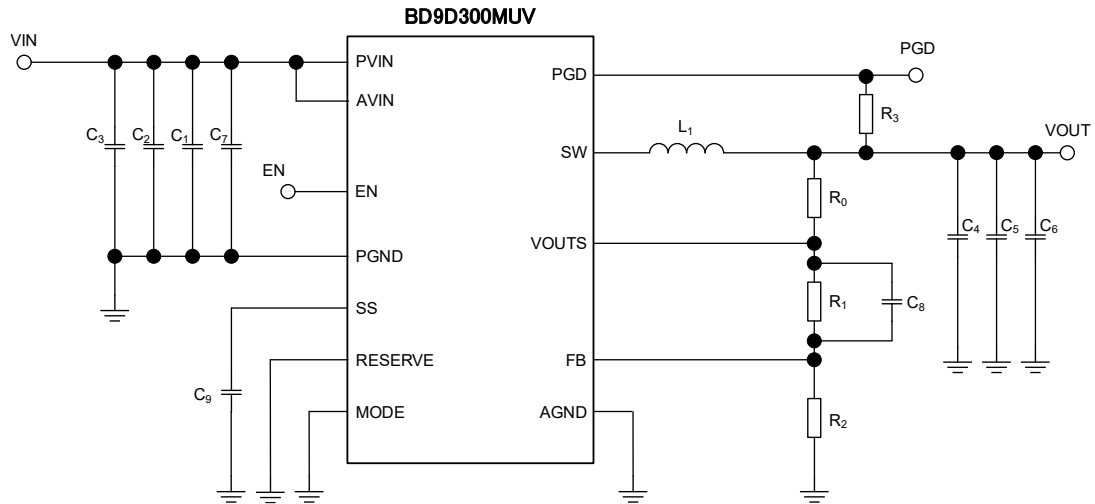 BD9D300MUV
VIN
PVIN
AVIN
C₃
C₂
C₁
C₇
EN
EN
PGND
SS
RESERVE
C₉
MODE
PGD
PGD
R₃
L₁
SW
VOUT
R₀
VOUTS
C₄
C₅
C₆
R₁
C₈
FB
AGND
R₂